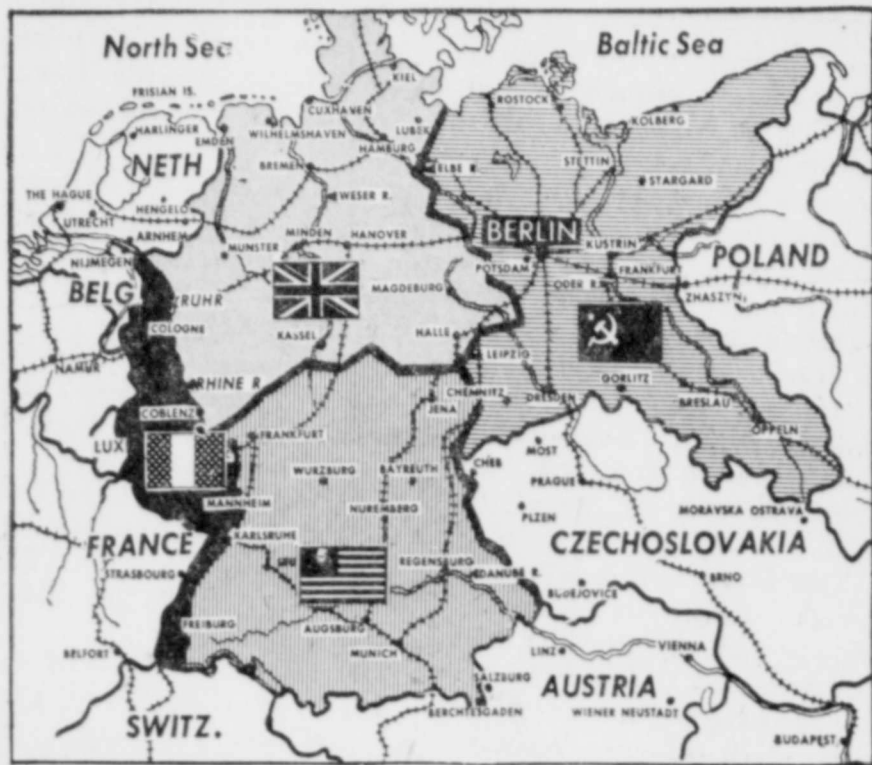 North Sea
Baltic Sea
KIEL
FRISIAN IS.
CUXHAVEN
ROSTOCK
HARLINGER
EMDEN
WILHELMSHAVEN
LUBEK
KOLBERG
HAMBURG
NETH
BREMEN
ELBE R.
STETTIN
STARGARD
THE HAGUE
HENGELO
WESER R.
UTRECHT
ARNHEM
MINDEN
HANOVER
BERLIN
KUSTRIN
POLAND
NIJMEGEN
MUNSTER
POTSDAM
FRANKFURT
BELG
RUHR
MAGDEBURG
ODER R.
ZHASZYN
COLOGNE
KASSEL
HALLE
LEIPZIG
NAMUR
RHINE R
CHEMNITZ
DRESDEN
GORLITZ
BRESLAU
COBLENZ
JENA
OPPELN
LUX
FRANKFURT
MOST
WURZBURG
BAYREUTH
CHEB
PRAGUE
MANNHEIM
NUREMBERG
PLZEN
MORAVSKA OSTRAVA
FRANCE
KARLSRUHE
CZECHOSLOVAKIA
STRASBOURG
REGENSBURG
DANUBE R.
BRNO
FREIBURG
AUGSBURG
BELFORT
MUNICH
LINZ
VIENNA
SALZBURG
AUSTRIA
SWITZ.
BERCHTESGADEN
WIENER NEUSTADT
BUDAPEST